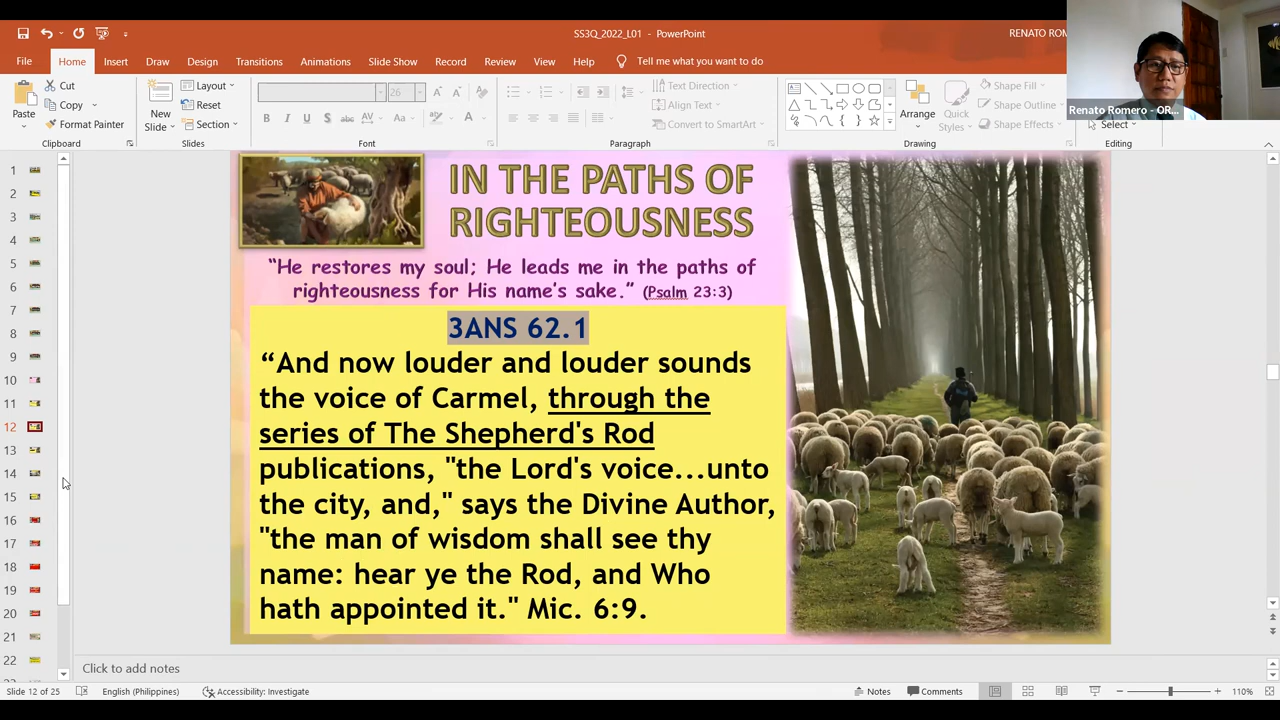 SS3Q_2022_L01 - PowerPoint
RENATO ROM
File Home Insert Draw Design Transitions Animations Slide Show Record Review View Help Tell me what you want to do
Paste
Cut
Copy
Format Painter
Clipboard
New Slide
Layout
Reset
Section
Slides
26
Font
Paragraph
Text Direction
Align Text
Convert to SmartArt
Arrange
Quick Styles
Shape Fill
Shape Outline
Shape Effects
Drawing
Select
Editing
Renato Romero - OR...
1
2
3
4
5
6
7
8
9
10
11
12
13
14
15
16
17
18
19
20
21
22
IN THE PATHS OF
RIGHTEOUSNESS
“He restores my soul; He leads me in the paths of
righteousness for His name’s sake.” (Psalm 23:3)
3ANS 62.1
“And now louder and louder sounds
the voice of Carmel, through the
series of The Shepherd's Rod
publications, "the Lord's voice...unto
the city, and," says the Divine Author,
"the man of wisdom shall see thy
name: hear ye the Rod, and Who
hath appointed it." Mic. 6:9.
Click to add notes
Slide 12 of 25 English (Philippines) Accessibility: Investigate Notes Comments 110%